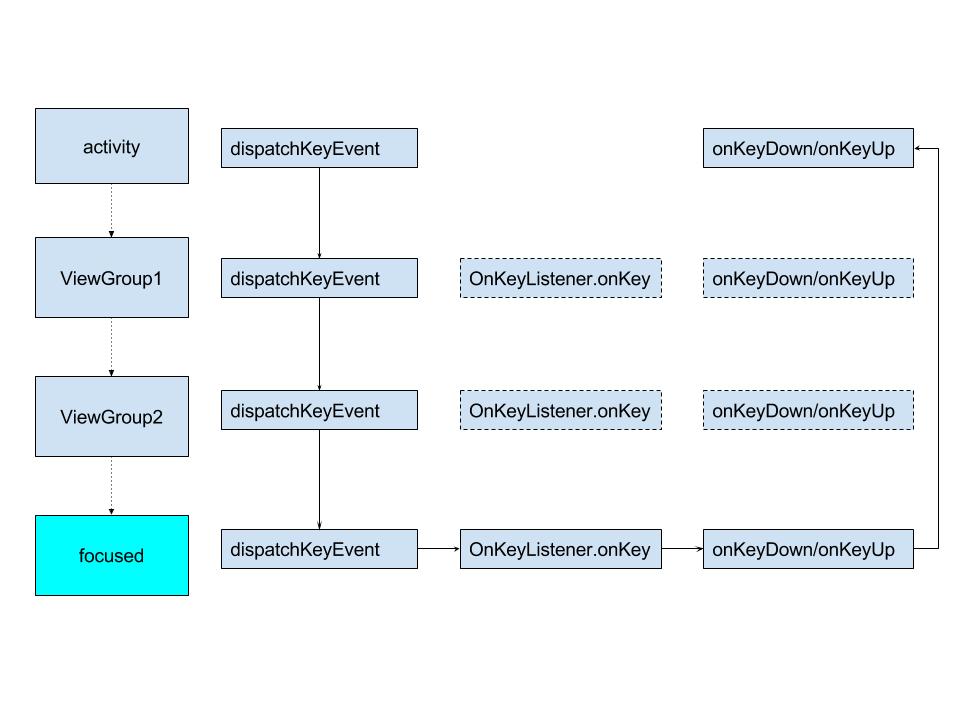 activity
dispatchKeyEvent
onKeyDown/onKeyUp
ViewGroup1
dispatchKeyEvent
OnKeyListener.onKey
onKeyDown/onKeyUp
ViewGroup2
dispatchKeyEvent
OnKeyListener.onKey
onKeyDown/onKeyUp
focused
dispatchKeyEvent
OnKeyListener.onKey
onKeyDown/onKeyUp